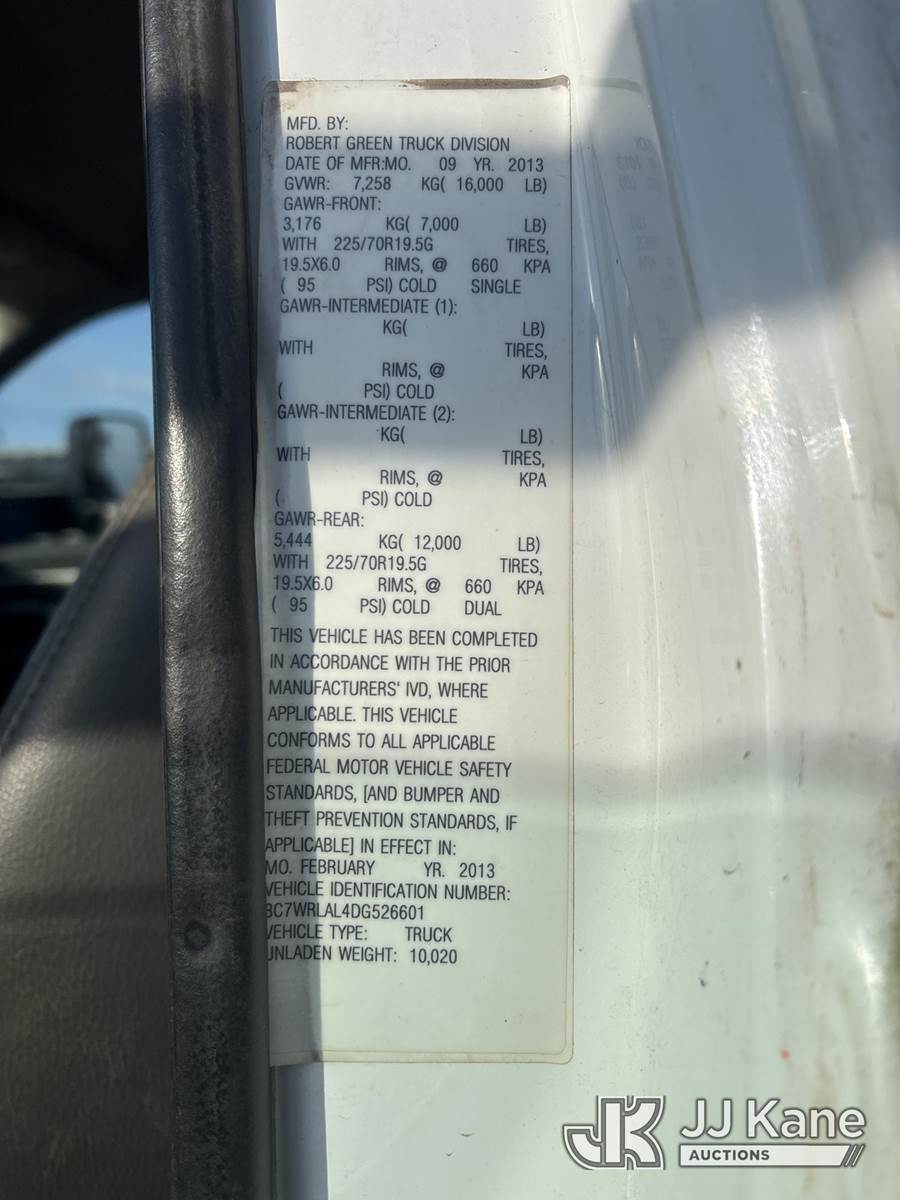 MFD. BY:
ROBERT GREEN TRUCK DIVISION
DATE OF MFR:MO. 09 YR. 2013
GVWR: 7,258 KG( 16,000 LB)
GAWR-FRONT:
3,176 KG( 7,000 LB)
WITH 225/70R19.5G TIRES,
19.5X6.0 RIMS, @ 660 KPA
( 95 PSI) COLD SINGLE
GAWR-INTERMEDIATE (1):
KG( LB)
WITH TIRES,
RIMS, @ KPA
( PSI) COLD
GAWR-INTERMEDIATE (2):
KG( LB)
WITH TIRES,
RIMS, @ KPA
( PSI) COLD
GAWR-REAR:
5,444 KG( 12,000 LB)
WITH 225/70R19.5G TIRES,
19.5X6.0 RIMS, @ 660 KPA
( 95 PSI) COLD DUAL
THIS VEHICLE HAS BEEN COMPLETED
IN ACCORDANCE WITH THE PRIOR
MANUFACTURERS' IVD, WHERE
APPLICABLE. THIS VEHICLE
CONFORMS TO ALL APPLICABLE
FEDERAL MOTOR VEHICLE SAFETY
STANDARDS, [AND BUMPER AND
THEFT PREVENTION STANDARDS, IF
APPLICABLE] IN EFFECT IN:
MO. FEBRUARY YR. 2013
VEHICLE IDENTIFICATION NUMBER:
3C7WRLAL4DG526601
VEHICLE TYPE: TRUCK
UNLADEN WEIGHT: 10,020
JK JJ Kane
AUCTIONS